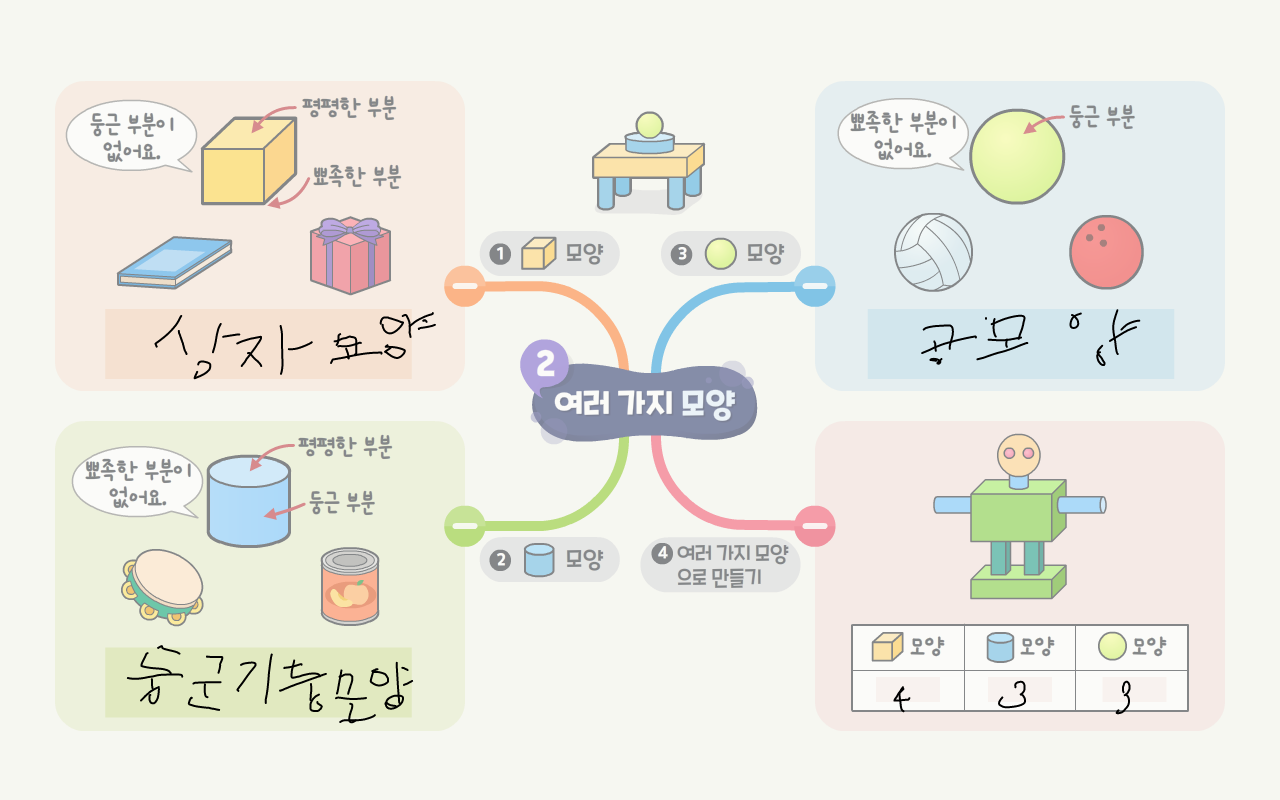 둥근 부분이
없어요.
평평한 부분
뾰족한 부분
상자 모양
1 모양
3 모양
뾰족한 부분이
없어요.
둥근 부분
공모 양
2
여러 가지 모양
뾰족한 부분이
없어요.
평평한 부분
둥근 부분
둥근기둥모양
2 모양
4 여러 가지 모양
으로 만들기
모양 모양 모양
4 3 3